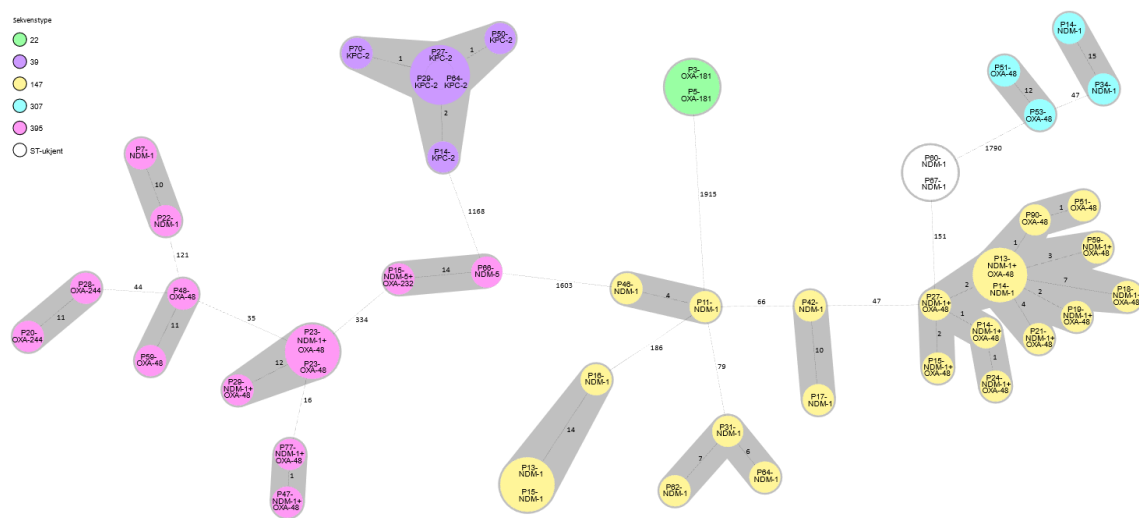 Sekvenstype
22
39
147
307
395
ST-ukjent
P70-
KPC-2
1
P27-
KPC-2
P29-
KPC-2
P64-
KPC-2
1
P50-
KPC-2
2
P14-
KPC-2
1168
P3-
OXA-181
P5-
OXA-181
1915
P14-
NDM-1
15
P34-
NDM-1
47
P51-
OXA-48
12
P53-
OXA-48
1790
P60-
NDM-1
P67-
NDM-1
151
P7-
NDM-1
10
P22-
NDM-1
121
P28-
OXA-244
11
P20-
OXA-244
44
P48-
OXA-48
11
P59-
OXA-48
35
P23-
NDM-1+
OXA-48
P23-
OXA-48
12
P29-
NDM-1+
OXA-48
16
P77-
NDM-1+
OXA-48
1
P47-
NDM-1+
OXA-48
334
P15-
NDM-5+
OXA-232
14
P66-
NDM-5
1603
P46-
NDM-1
4
P11-
NDM-1
186
P16-
NDM-1
14
P13-
NDM-1
P15-
NDM-1
79
P31-
NDM-1
7
P62-
NDM-1
6
P64-
NDM-1
66
P42-
NDM-1
10
P17-
NDM-1
47
P27-
NDM-1+
OXA-48
2
P15-
NDM-1+
OXA-48
1
P14-
NDM-1+
OXA-48
1
P24-
NDM-1+
OXA-48
2
P13-
NDM-1+
OXA-48
P14-
NDM-1
1
P90-
OXA-48
1
P51-
OXA-48
3
P59-
NDM-1+
OXA-48
7
P18-
NDM-1+
OXA-48
2
P19-
NDM-1+
OXA-48
4
P21-
NDM-1+
OXA-48